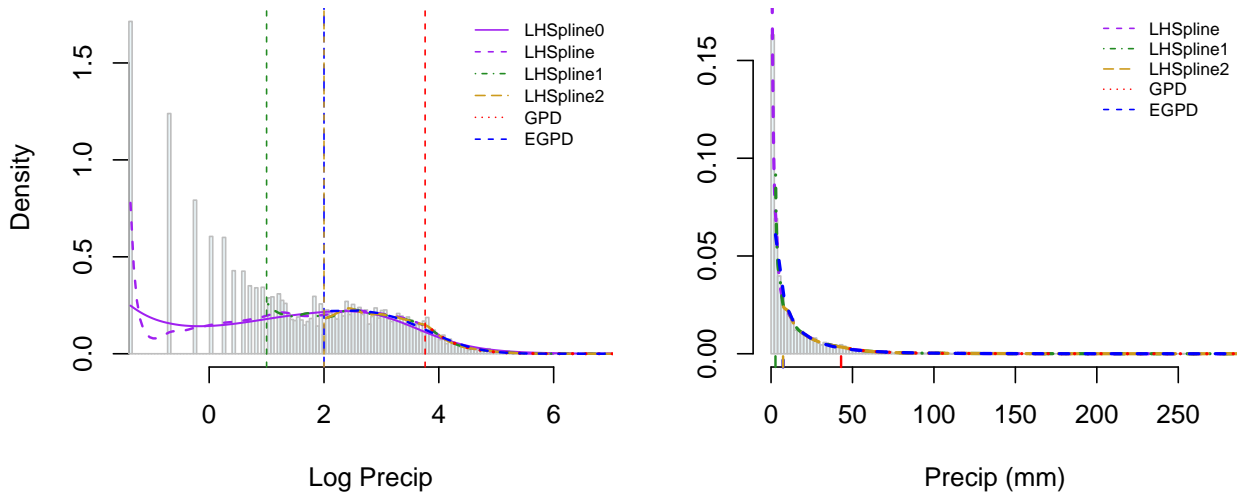 LHSpline0
LHSpline
LHSpline1
LHSpline2
GPD
EGPD
Density
0.0
0.5
1.0
1.5
0
2
4
6
Log Precip
LHSpline
LHSpline1
LHSpline2
GPD
EGPD
0.00
0.05
0.10
0.15
0
50
100
150
200
250
Precip (mm)